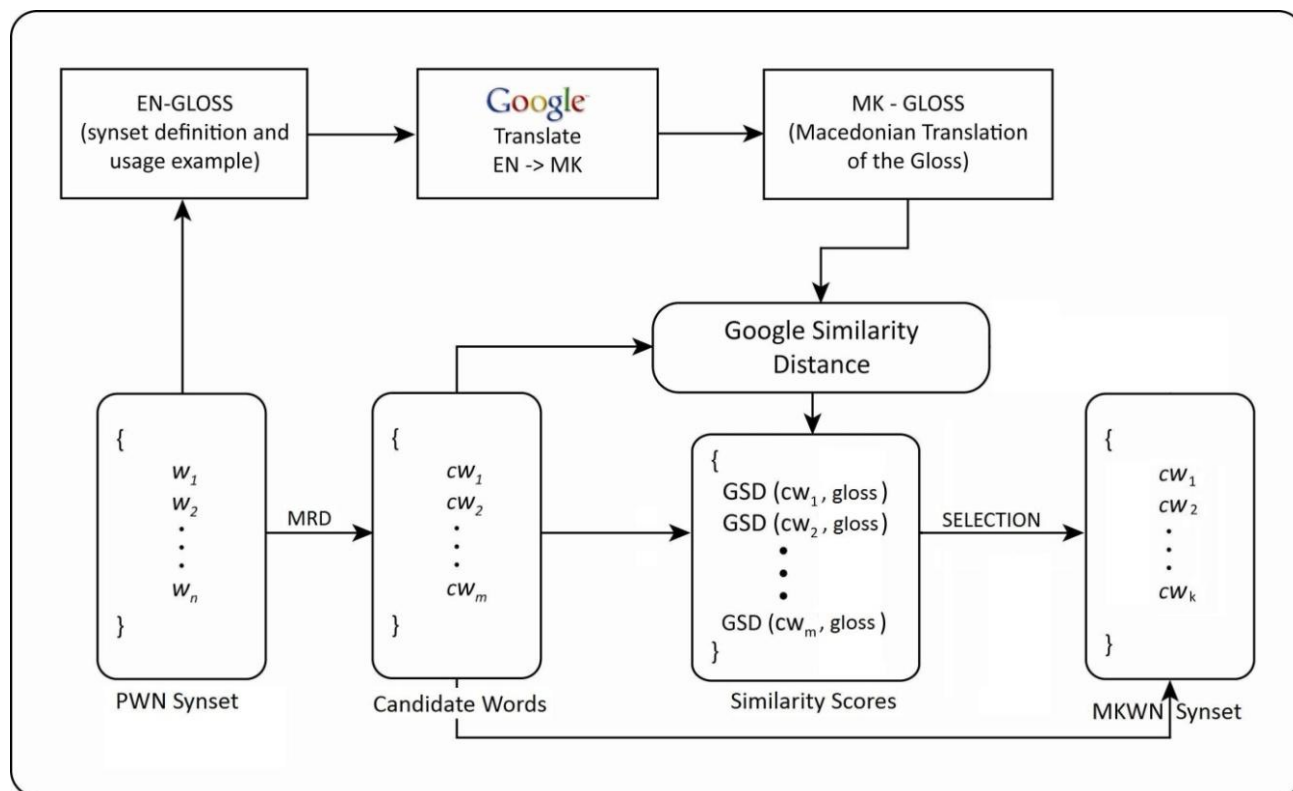 EN-GLOSS
(synset definition and
usage example)
Google
Translate
EN -> MK
MK - GLOSS
(Macedonian Translation
of the Gloss)
Google Similarity
Distance
{
w1
w2
.
.
.
wn
}
PWN Synset
MRD
{
cw1
cw2
.
.
.
cwm
}
Candidate Words
{
GSD (cw1, gloss)
GSD (cw2, gloss)
•
•
•
GSD (cwm, gloss)
}
Similarity Scores
SELECTION
{
cw1
cw2
.
.
.
cwk
}
MKWN Synset